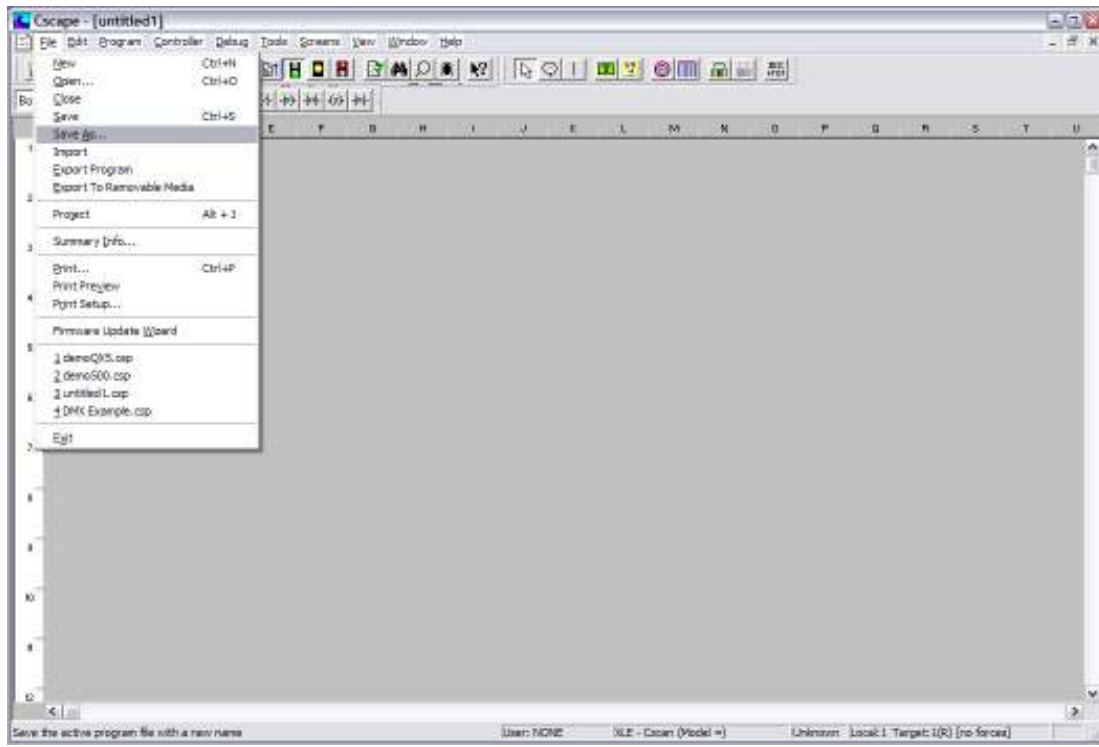 Cscape - [untitled1]
File Edit Program Controller Debug Tools Screens View Window Help
New Ctrl+N
Open... Ctrl+O
Close
Save Ctrl+S
Save As...
Import
Export Program
Export To Removable Media
Project Alt + J
Summary Info...
Print... Ctrl+P
Print Preview
Print Setup...
Firmware Update Wizard
1 demoQX5.csp
2 demo500.csp
3 untitled1.csp
4 DMX Example.csp
Exit
Bo
E F G H I J K L M N O P Q R S T U
1
2
3
4
5
6
7
8
9
10
12
Save the active program file with a new name
User: NONE
XLE - Cscan (Model =)
Unknown
Local: 1 Target: 1(R) [no forces]